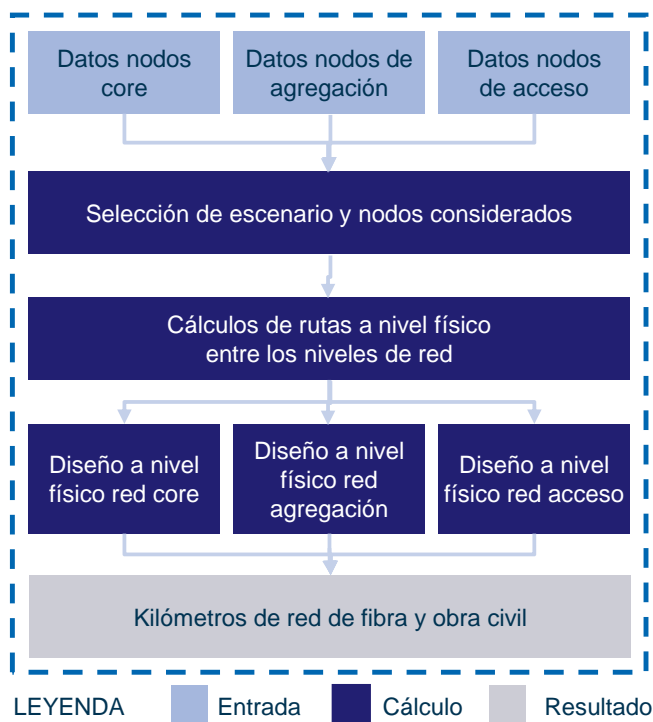 Datos nodos
core
Datos nodos de
agregación
Datos nodos
de acceso
Selección de escenario y nodos considerados
Cálculos de rutas a nivel físico
entre los niveles de red
Diseño a nivel
físico red core
Diseño a nivel
físico red
agregación
Diseño a nivel
físico red acceso
Kilómetros de red de fibra y obra civil
LEYENDA Entrada Cálculo Resultado